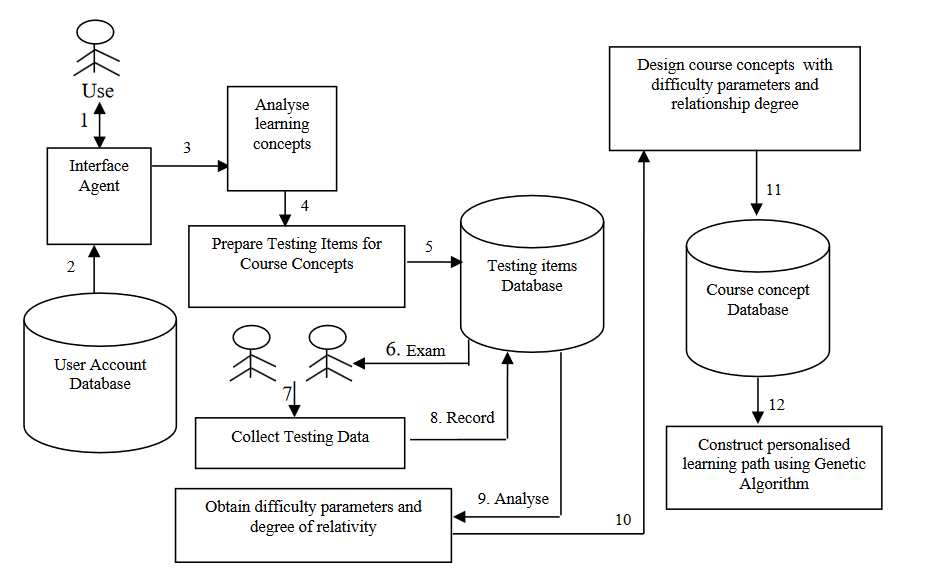 Use
1
Interface
Agent
2
User Account
Database
3
Analyse
learning
concepts
4
Prepare Testing Items for
Course Concepts
5
Testing items
Database
6. Exam
7
Collect Testing Data
8. Record
9. Analyse
Obtain difficulty parameters and
degree of relativity
10
Design course concepts with
difficulty parameters and
relationship degree
11
Course concept
Database
12
Construct personalised
learning path using Genetic
Algorithm